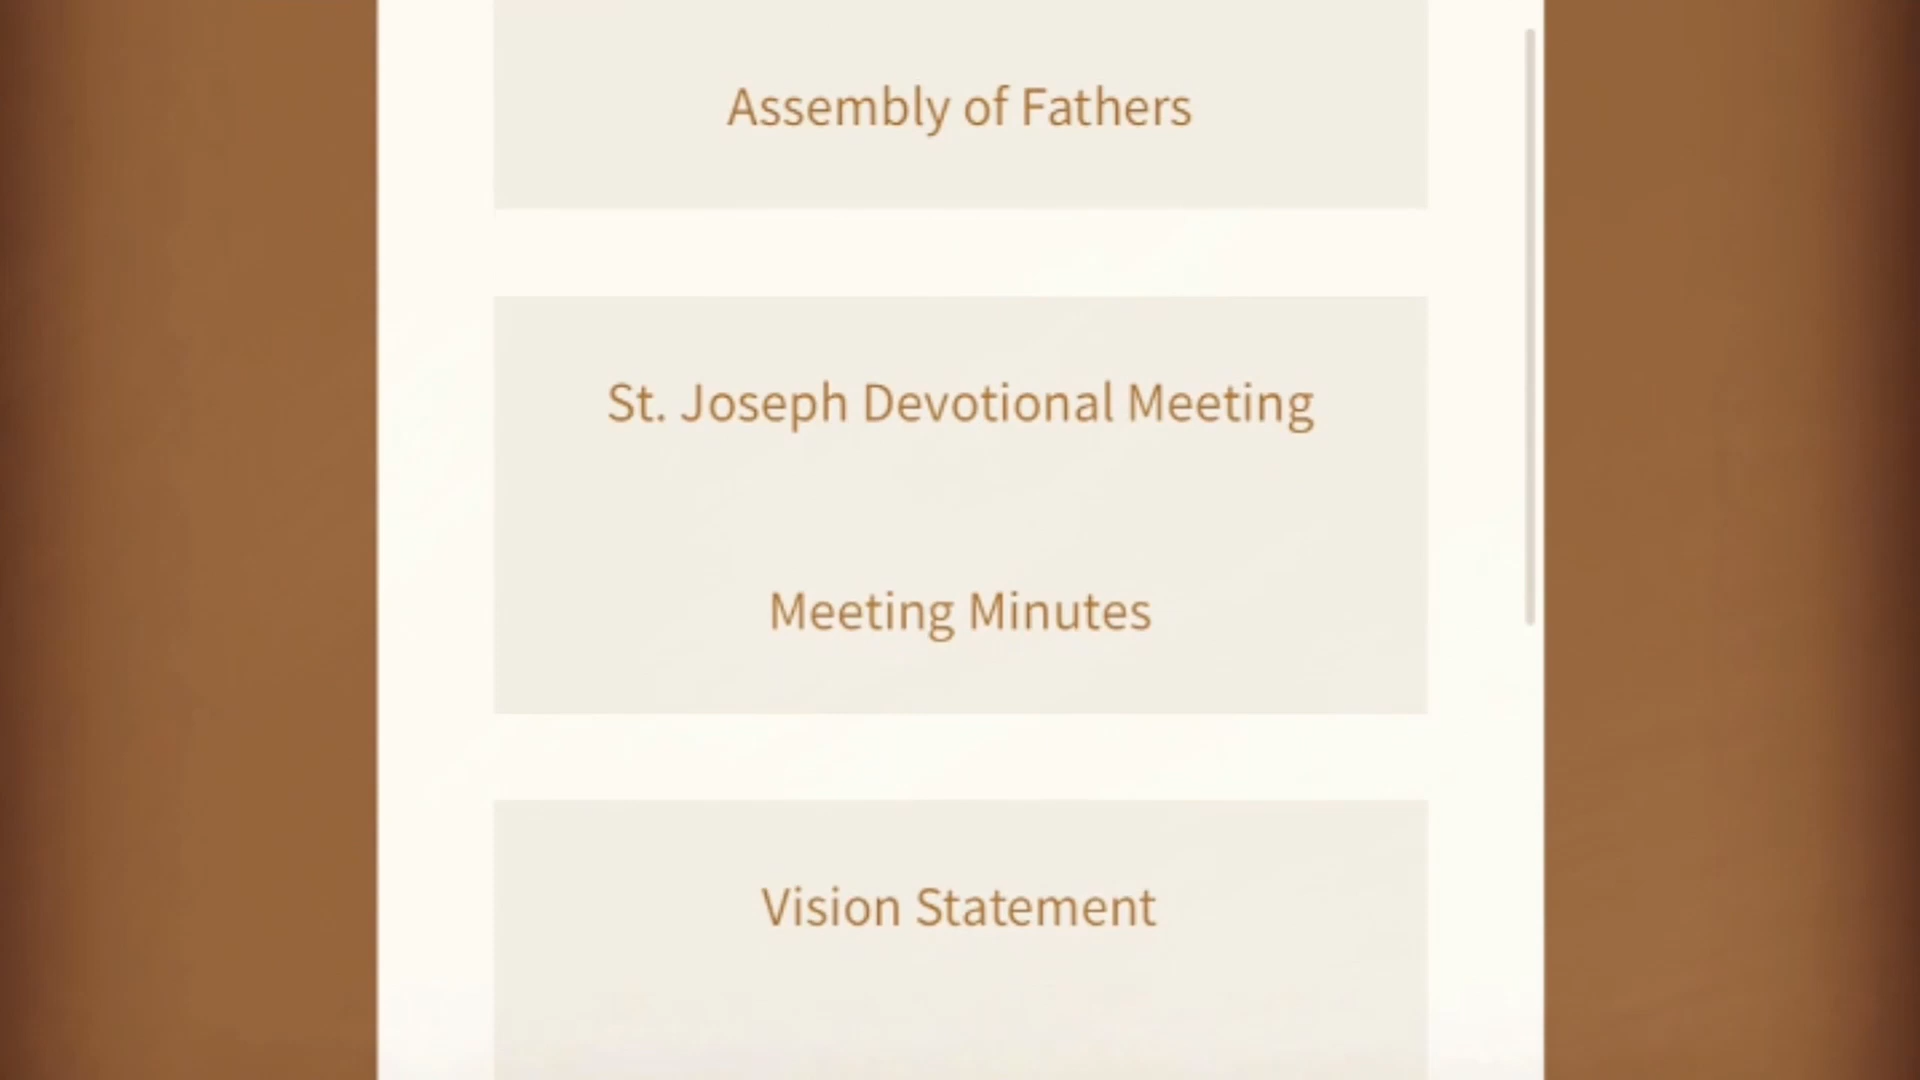 Assembly of Fathers
St. Joseph Devotional Meeting
Meeting Minutes
Vision Statement